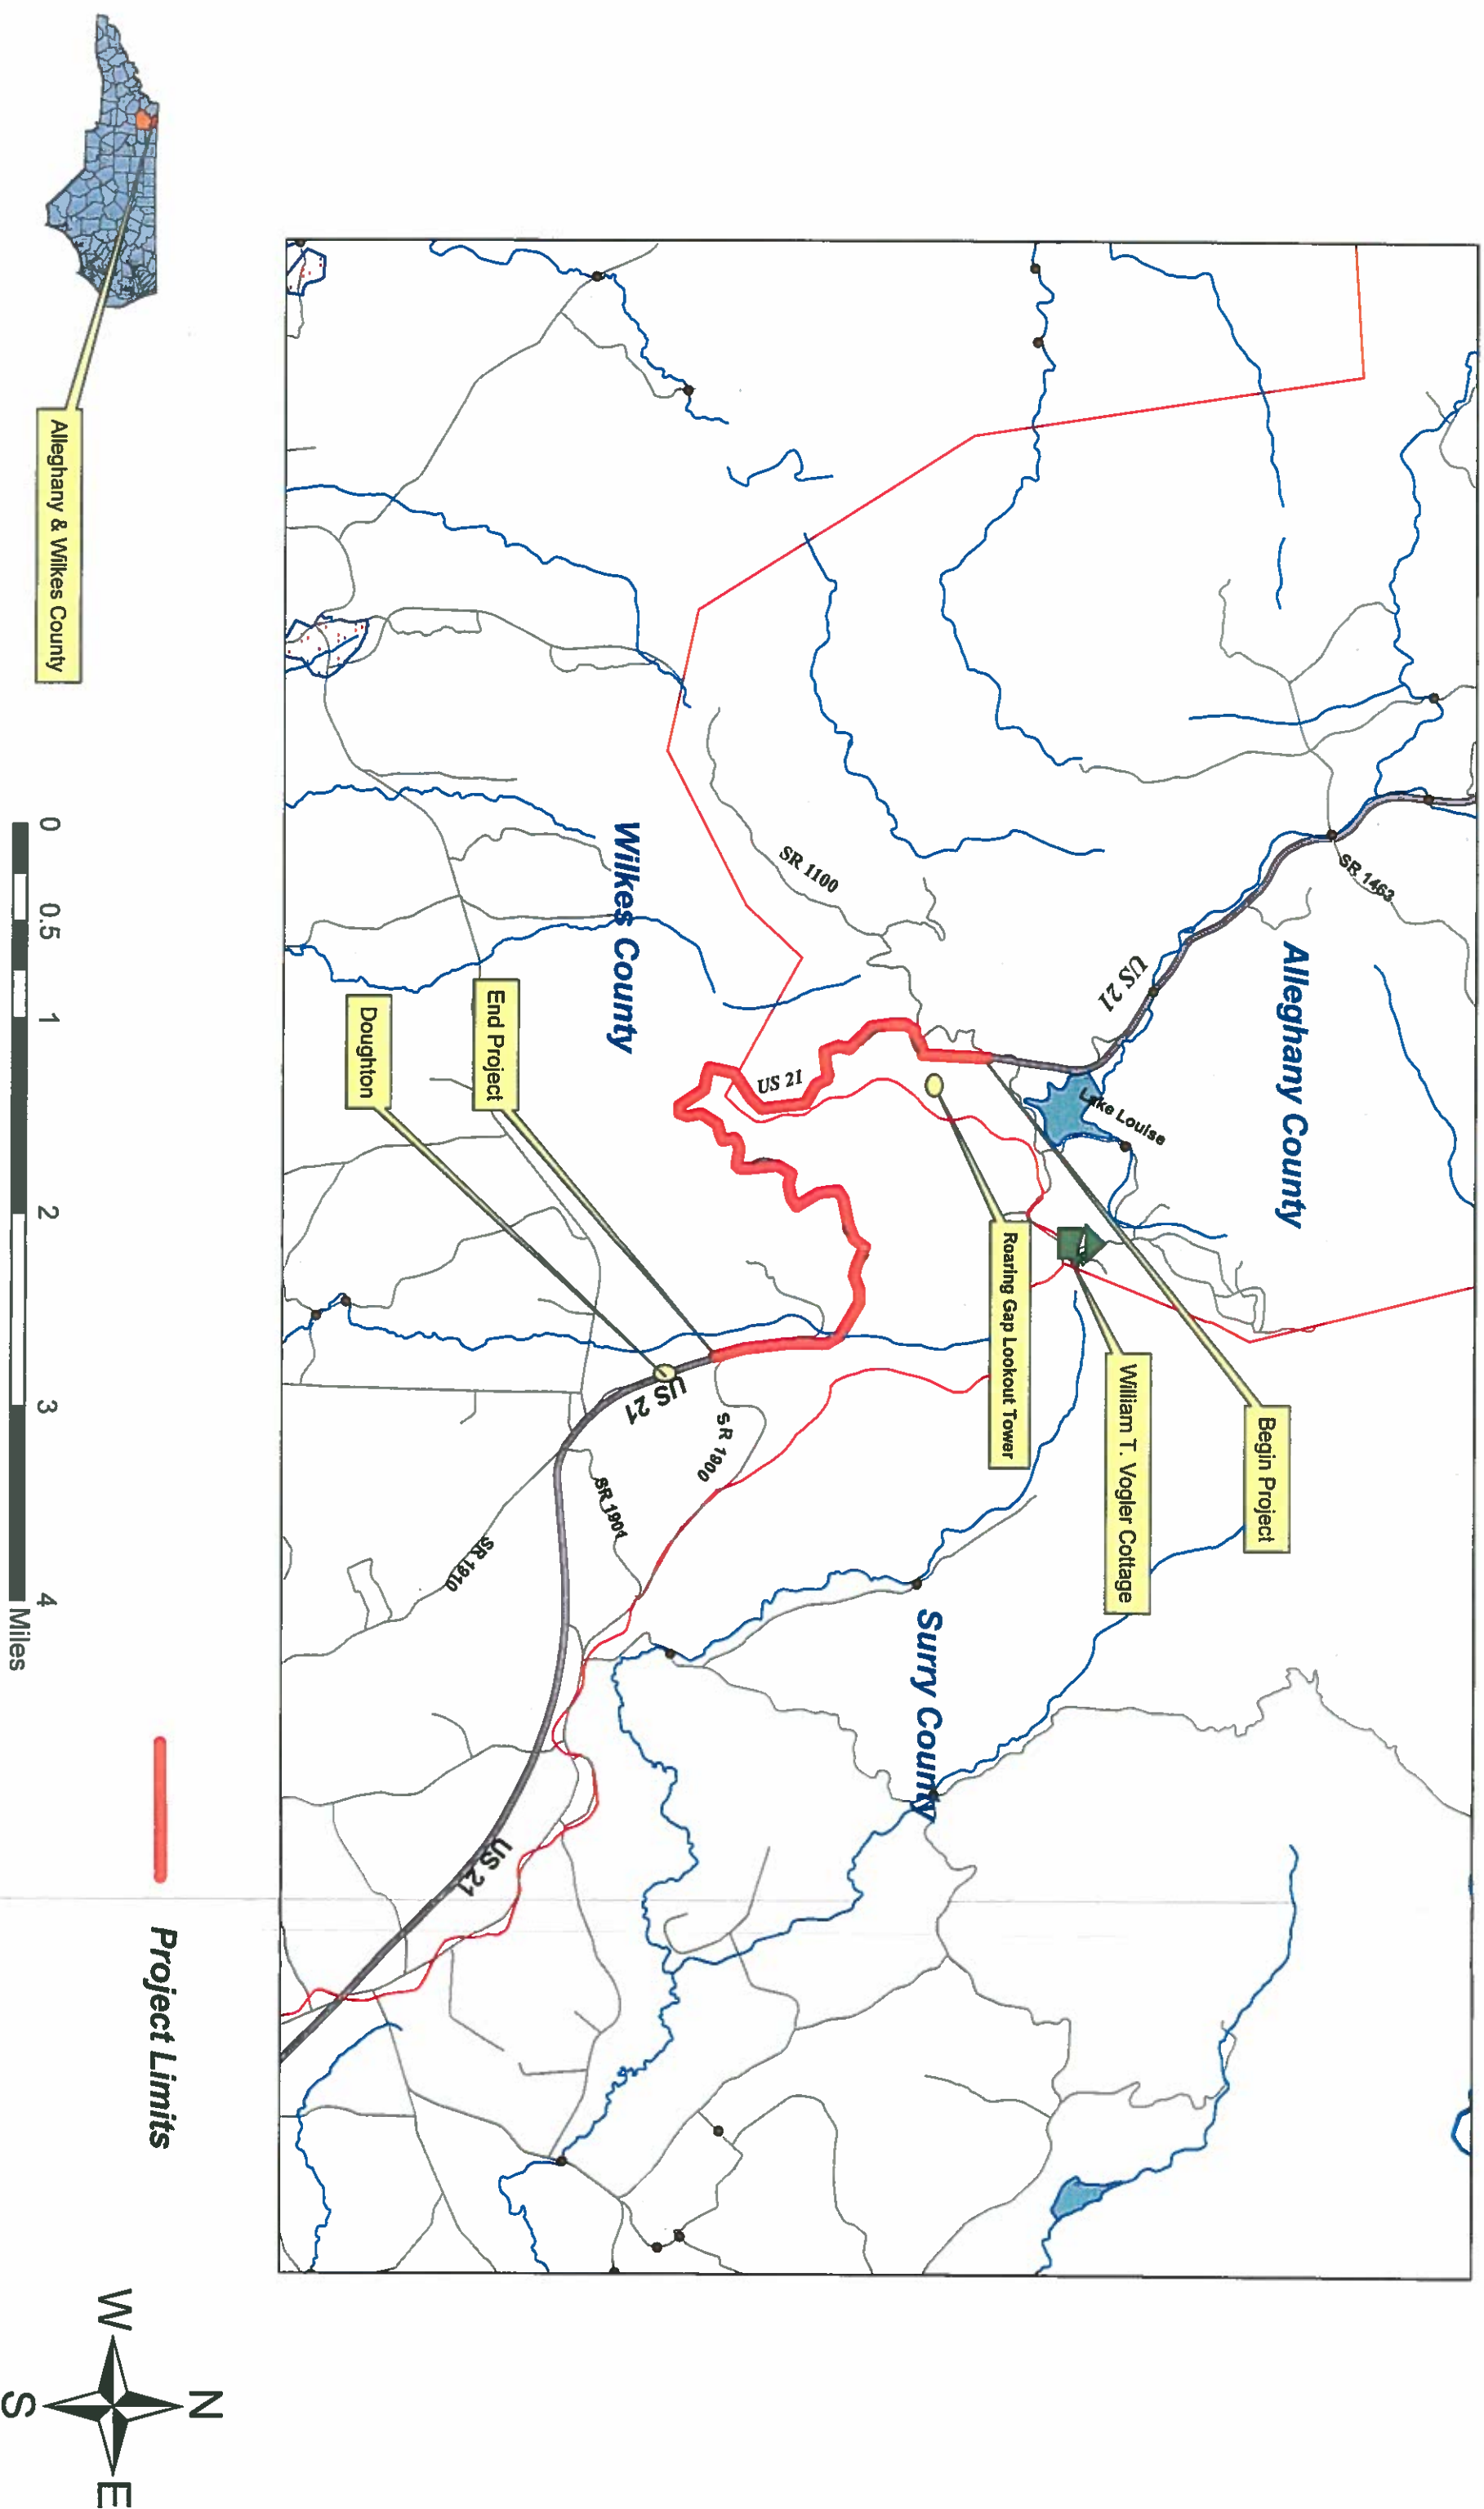 Alleghany County
SR 1463
US 21
Lake Louise
Begin Project
William T. Vogler Cottage
Roaring Gap Lookout Tower
Surry County
SR 1100
US 21
Wilkes County
End Project
Doughton
US 21
SR 1900
SR 1901
SR 1910
US 21
Alleghany & Wilkes County
0 0.5 1 2 3 4
Miles
Project Limits
N
W E
S